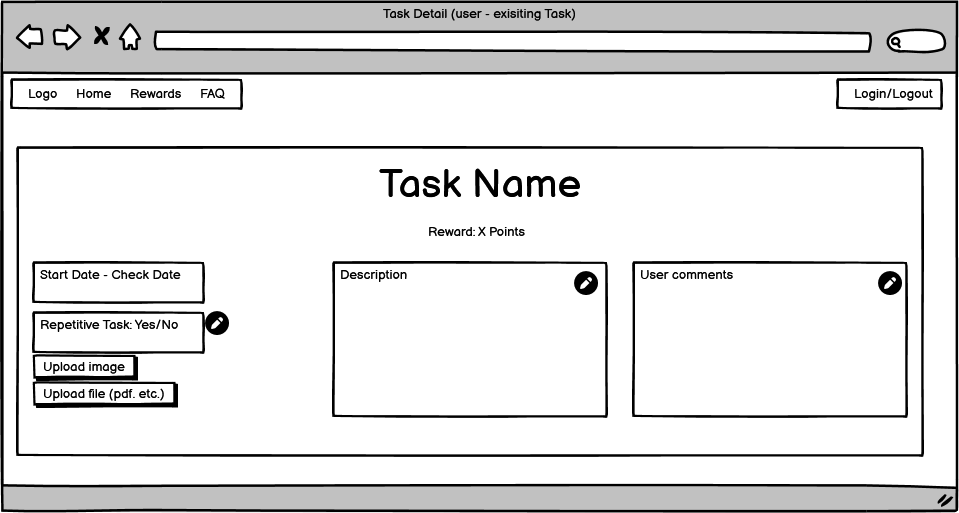 Task Detail (user - exisiting Task)
Logo Home Rewards FAQ
Login/Logout
Task Name
Reward: X Points
Start Date - Check Date
Repetitive Task: Yes/No
Upload image
Upload file (pdf. etc.)
Description
User comments